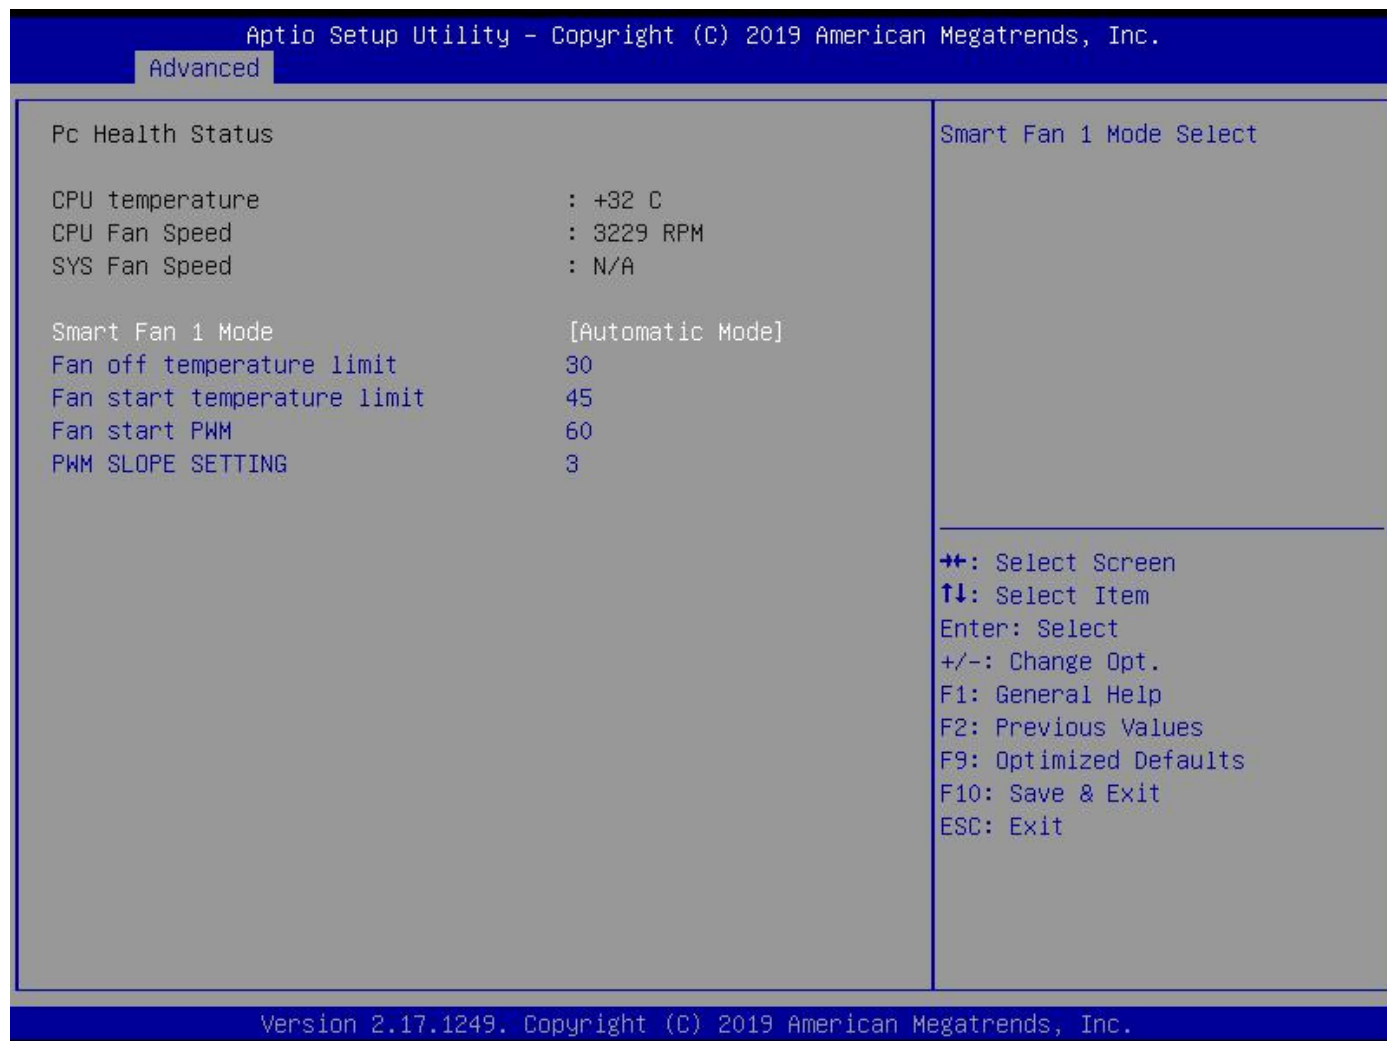 Aptio Setup Utility – Copyright (C) 2019 American Megatrends, Inc.
Advanced
Pc Health Status
CPU temperature : +32 C
CPU Fan Speed : 3229 RPM
SYS Fan Speed : N/A
Smart Fan 1 Mode [Automatic Mode]
Fan off temperature limit 30
Fan start temperature limit 45
Fan start PWM 60
PWM SLOPE SETTING 3
Smart Fan 1 Mode Select
→←: Select Screen
↑↓: Select Item
Enter: Select
+/-: Change Opt.
F1: General Help
F2: Previous Values
F9: Optimized Defaults
F10: Save & Exit
ESC: Exit
Version 2.17.1249. Copyright (C) 2019 American Megatrends, Inc.